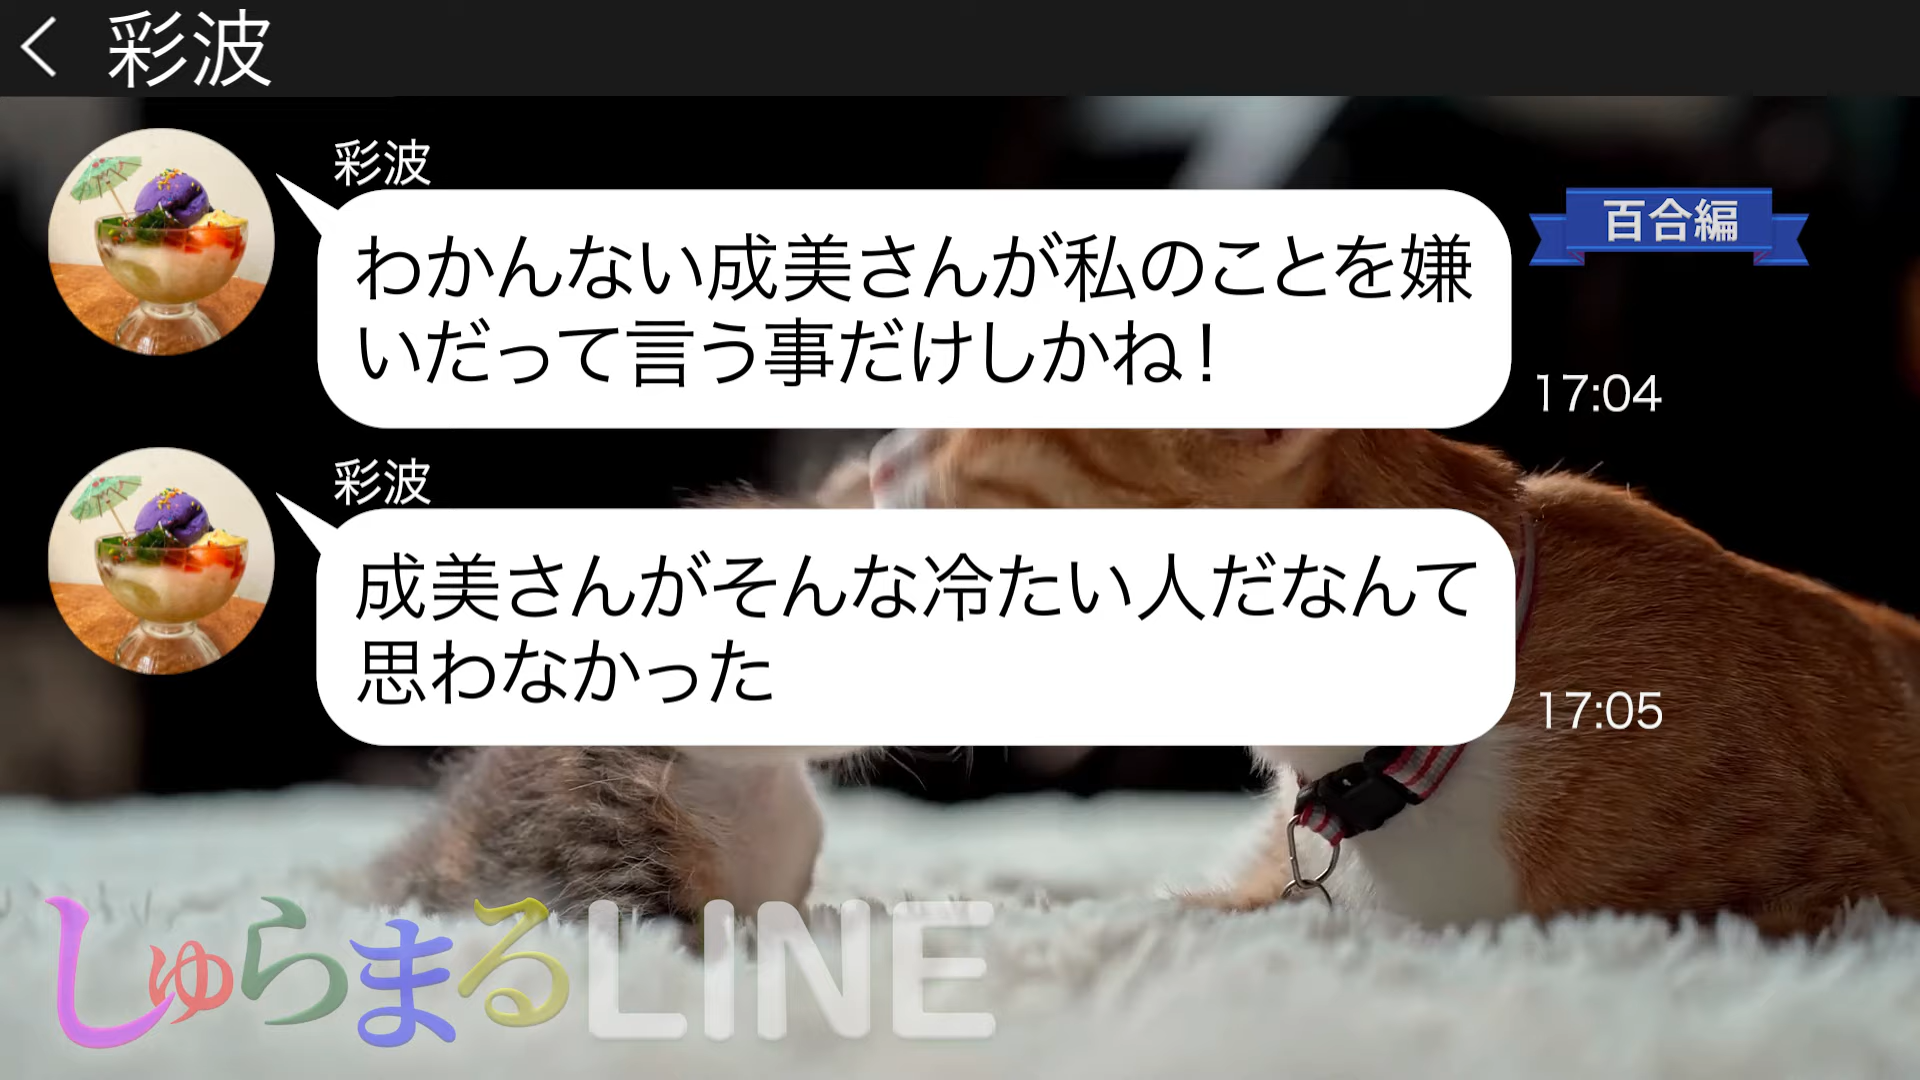 彩波
彩波
百合編
わかんない成美さんが私のことを嫌
いだって言う事だけしかね!
17:04
彩波
成美さんがそんな冷たい人だなんて
思わなかった
17:05
しゅらまるLINE